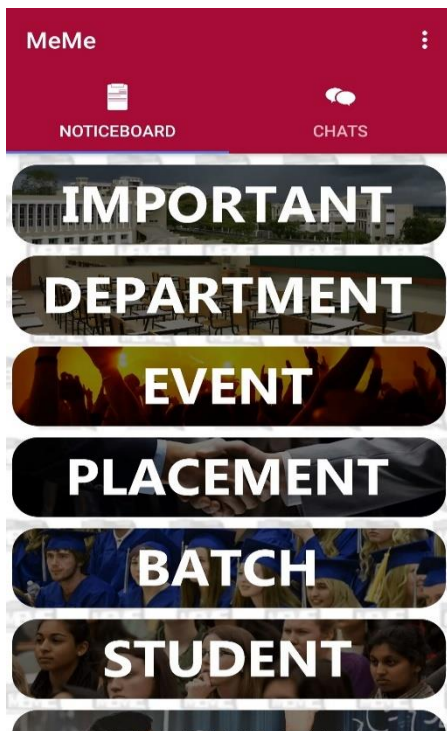 MeMe
NOTICEBOARD
CHATS
IMPORTANT
DEPARTMENT
EVENT
PLACEMENT
BATCH
STUDENT